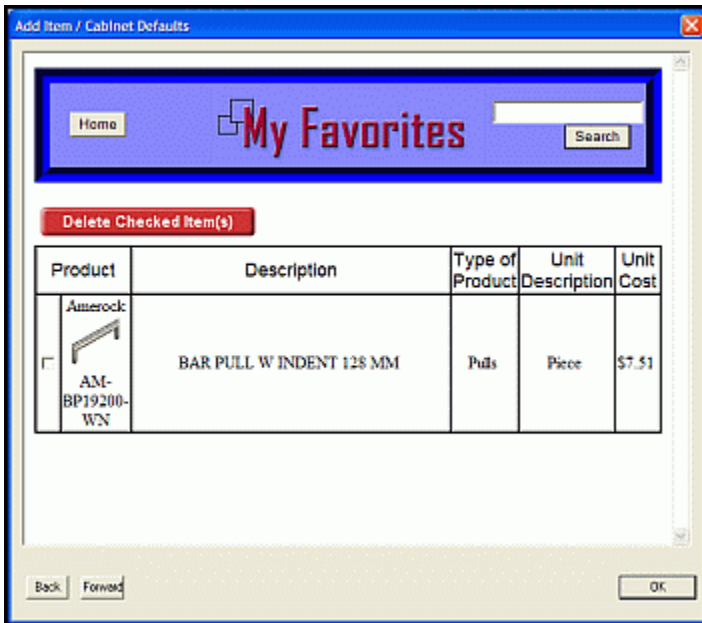 Add Item / Cabinet Defaults
Home
My Favorites
Search
Delete Checked Item(s)
Product
Description
Type of
Product
Unit
Description
Unit
Cost
Amerock
AM-
BP19200-
WN
BAR PULL W INDENT 128 MM
Pulls
Piece
$7.51
Back
Forward
OK